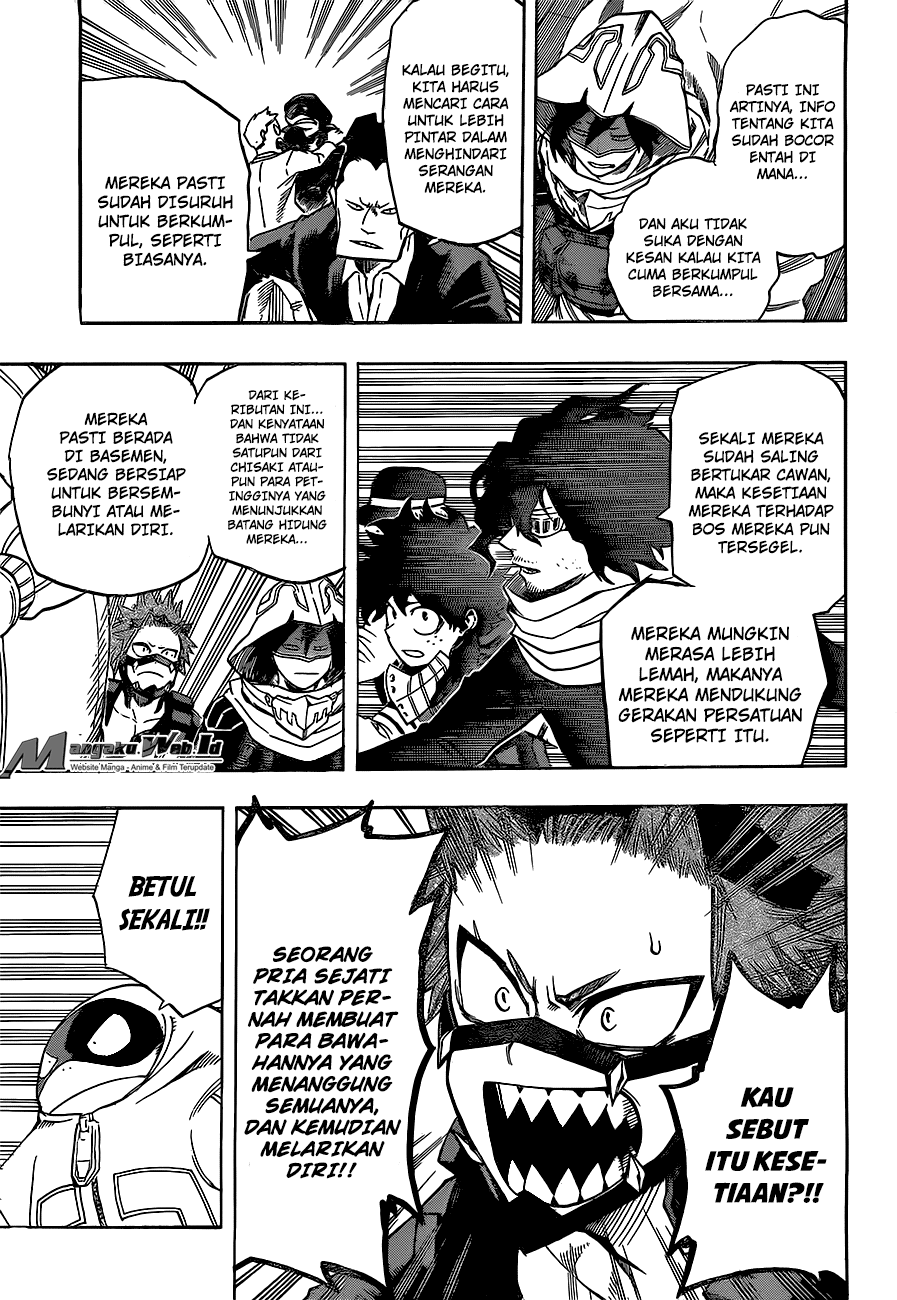 PASTI INI
ARTINYA, INFO
TENTANG KITA
SUDAH BOCOR
ENTAH DI
MANA...
DAN AKU TIDAK
SUKA DENGAN
KESAN KALAU KITA
CUMA BERKUMPUL
BERSAMA...
KALAU BEGITU,
KITA HARUS
MENCARI CARA
UNTUK LEBIH
PINTAR DALAM
MENGHINDARI
SERANGAN
MEREKA.
MEREKA PASTI
SUDAH DISURUH
UNTUK BERKUM-
PUL, SEPERTI
BIASANYA.
SEKALI MEREKA
SUDAH SALING
BERTUKAR CAWAN,
MAKA KESETIAAN
MEREKA TERHADAP
BOS MEREKA PUN
TERSEGEL.
MEREKA MUNGKIN
MERASA LEBIH
LEMAH, MAKANYA
MEREKA MENDUKUNG
GERAKAN PERSATUAN
SEPERTI ITU.
DARI KE-
RIBUTAN INI...
DAN KENYATAAN
BAHWA TIDAK
SATUPUN DARI
CHISAKI ATAU-
PUN PARA PE-
TINGGINYA YANG
MENUNJUKKAN
BATANG HIDUNG
MEREKA...
MEREKA
PASTI BERADA
DI BASEMEN,
SEDANG BERSIAP
UNTUK BERSEM-
BUNYI ATAU ME-
LARIKAN DIRI.
Mangaku.Web.Id
Website Manga - Anime & Film Terupdate
KAU
SEBUT
ITU KESE-
TIAAN?!!
SEORANG
PRIA SEJATI
TAKKAN PER-
NAH MEMBUAT
PARA BAWA-
HANNYA YANG
MENANGGUNG
SEMUANYA,
DAN KEMUDIAN
MELARIKAN
DIRI!!
BETUL
SEKALI!!